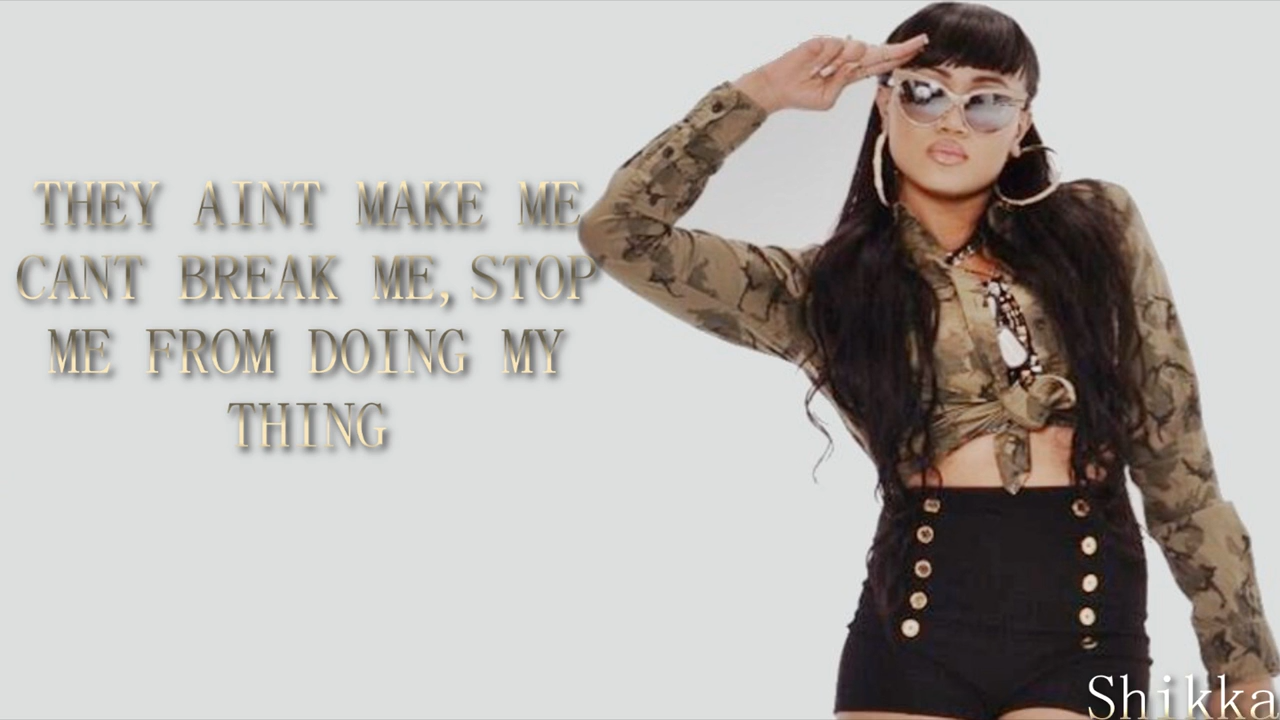 THEY AINT MAKE ME
CANT BREAK ME,STOP
ME FROM DOING MY
THING
Shikka